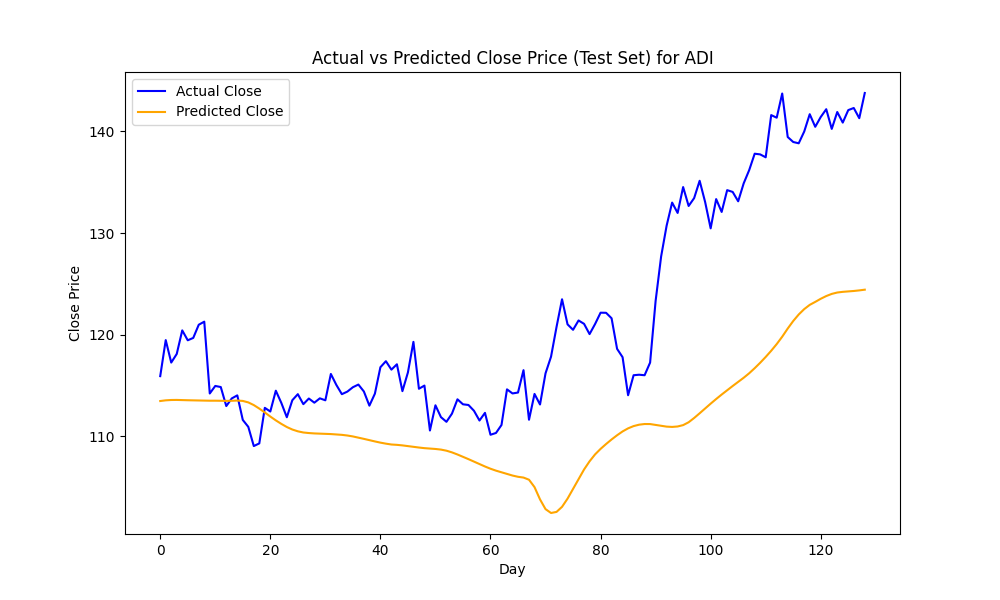 Actual vs Predicted Close Price (Test Set) for ADI
Actual Close
Predicted Close
Close Price
140
130
120
110
0 20 40 60 80 100 120
Day